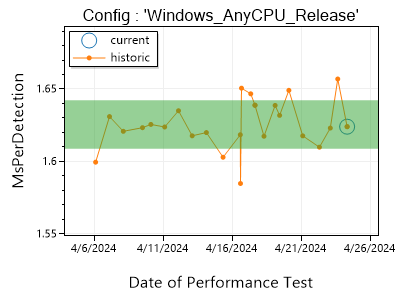 Config : 'Windows_AnyCPU_Release'
current
historic
1.65
1.6
1.55
MsPerDetection
4/6/2024 4/11/2024 4/16/2024 4/21/2024 4/26/2024
Date of Performance Test